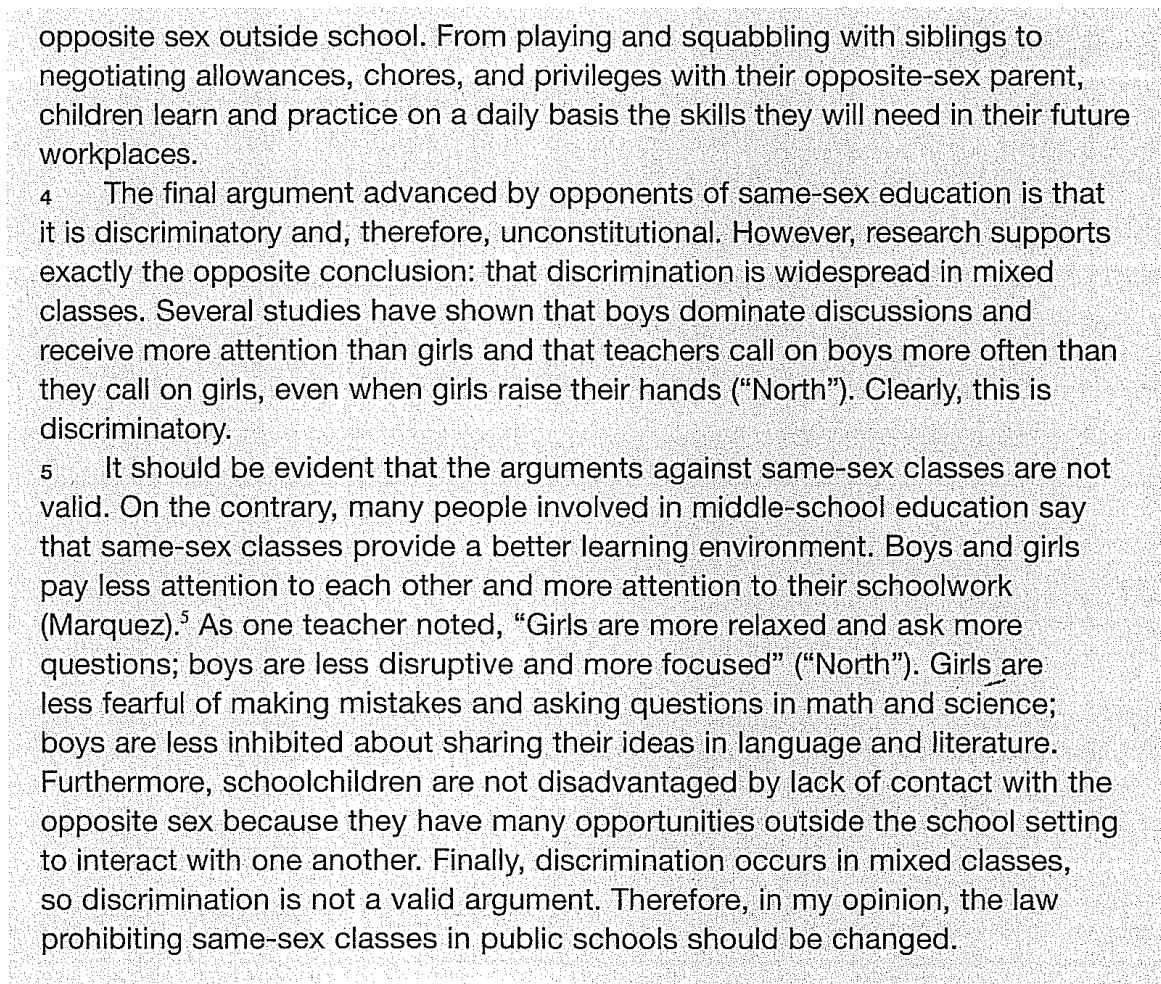 opposite sex outside school. From playing and squabbling with siblings to
negotiating allowances, chores, and privileges with their opposite-sex parent,
children learn and practice on a daily basis the skills they will need in their future
workplaces.
4 The final argument advanced by opponents of same-sex education is that
it is discriminatory and, therefore, unconstitutional. However, research supports
exactly the opposite conclusion: that discrimination is widespread in mixed
classes. Several studies have shown that boys dominate discussions and
receive more attention than girls and that teachers call on boys more often than
they call on girls, even when girls raise their hands (“North”). Clearly, this is
discriminatory.
5 It should be evident that the arguments against same-sex classes are not
valid. On the contrary, many people involved in middle-school education say
that same-sex classes provide a better learning environment. Boys and girls
pay less attention to each other and more attention to their schoolwork
(Marquez).⁵ As one teacher noted, “Girls are more relaxed and ask more
questions; boys are less disruptive and more focused” (“North”). Girls are
less fearful of making mistakes and asking questions in math and science;
boys are less inhibited about sharing their ideas in language and literature.
Furthermore, schoolchildren are not disadvantaged by lack of contact with the
opposite sex because they have many opportunities outside the school setting
to interact with one another. Finally, discrimination occurs in mixed classes,
so discrimination is not a valid argument. Therefore, in my opinion, the law
prohibiting same-sex classes in public schools should be changed.